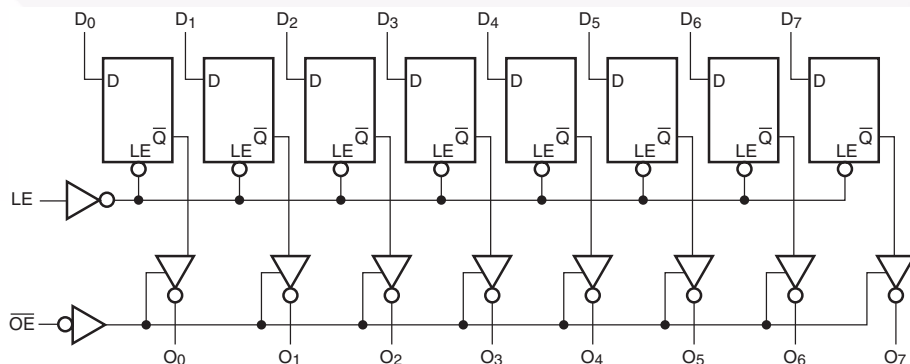 D0 D1 D2 D3 D4 D5 D6 D7
D D D D D D D D
Q̅ Q̅ Q̅ Q̅ Q̅ Q̅ Q̅ Q̅
LE LE LE LE LE LE LE LE
LE
O̅E̅
O0 O1 O2 O3 O4 O5 O6 O7